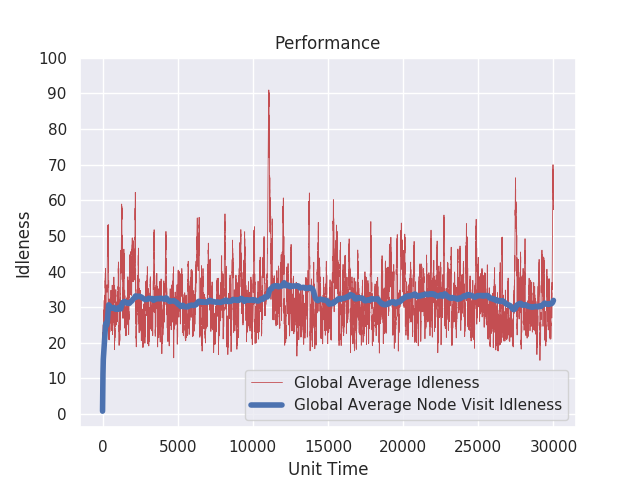 Performance
100
90
80
70
60
50
40
30
20
10
0
Idleness
Global Average Idleness
Global Average Node Visit Idleness
0 5000 10000 15000 20000 25000 30000
Unit Time